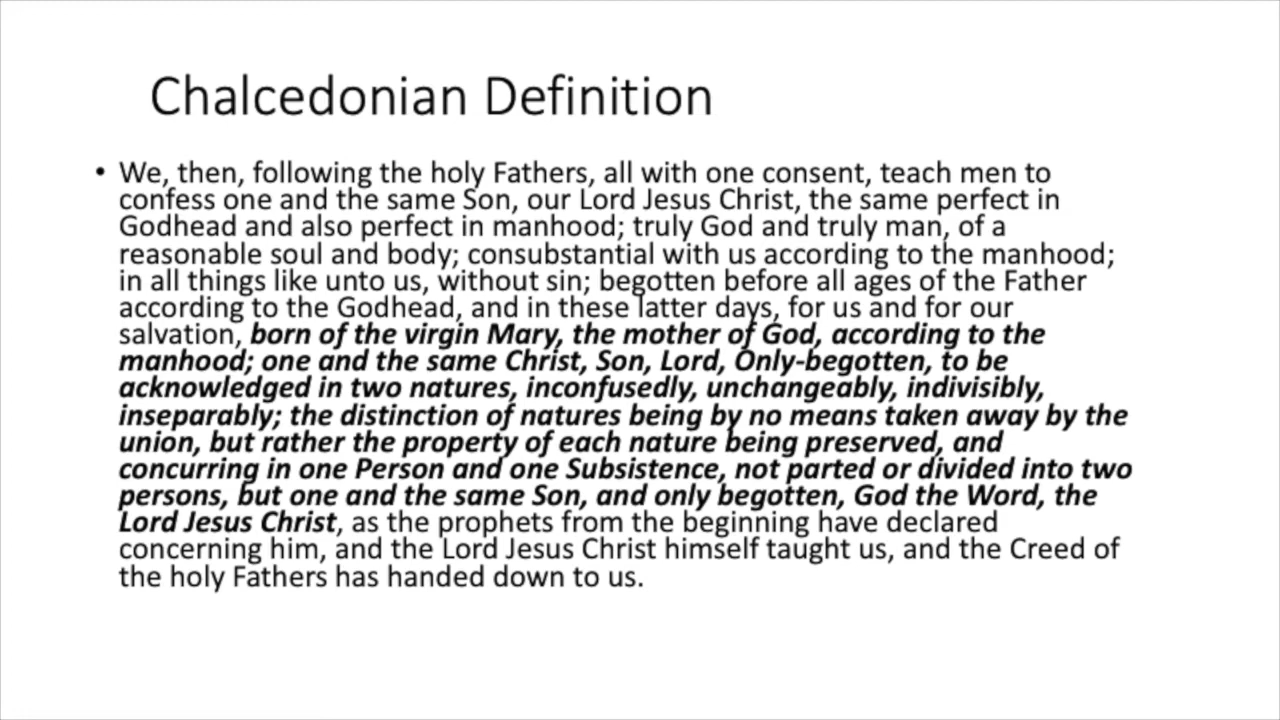 Chalcedonian Definition
• We, then, following the holy Fathers, all with one consent, teach men to
confess one and the same Son, our Lord Jesus Christ, the same perfect in
Godhead and also perfect in manhood; truly God and truly man, of a
reasonable soul and body; consubstantial with us according to the manhood;
in all things like unto us, without sin; begotten before all ages of the Father
according to the Godhead, and in these latter days, for us and for our
salvation, born of the virgin Mary, the mother of God, according to the
manhood; one and the same Christ, Son, Lord, Only-begotten, to be
acknowledged in two natures, inconfusedly, unchangeably, indivisibly,
inseparably; the distinction of natures being by no means taken away by the
union, but rather the property of each nature being preserved, and
concurring in one Person and one Subsistence, not parted or divided into two
persons, but one and the same Son, and only begotten, God the Word, the
Lord Jesus Christ, as the prophets from the beginning have declared
concerning him, and the Lord Jesus Christ himself taught us, and the Creed of
the holy Fathers has handed down to us.